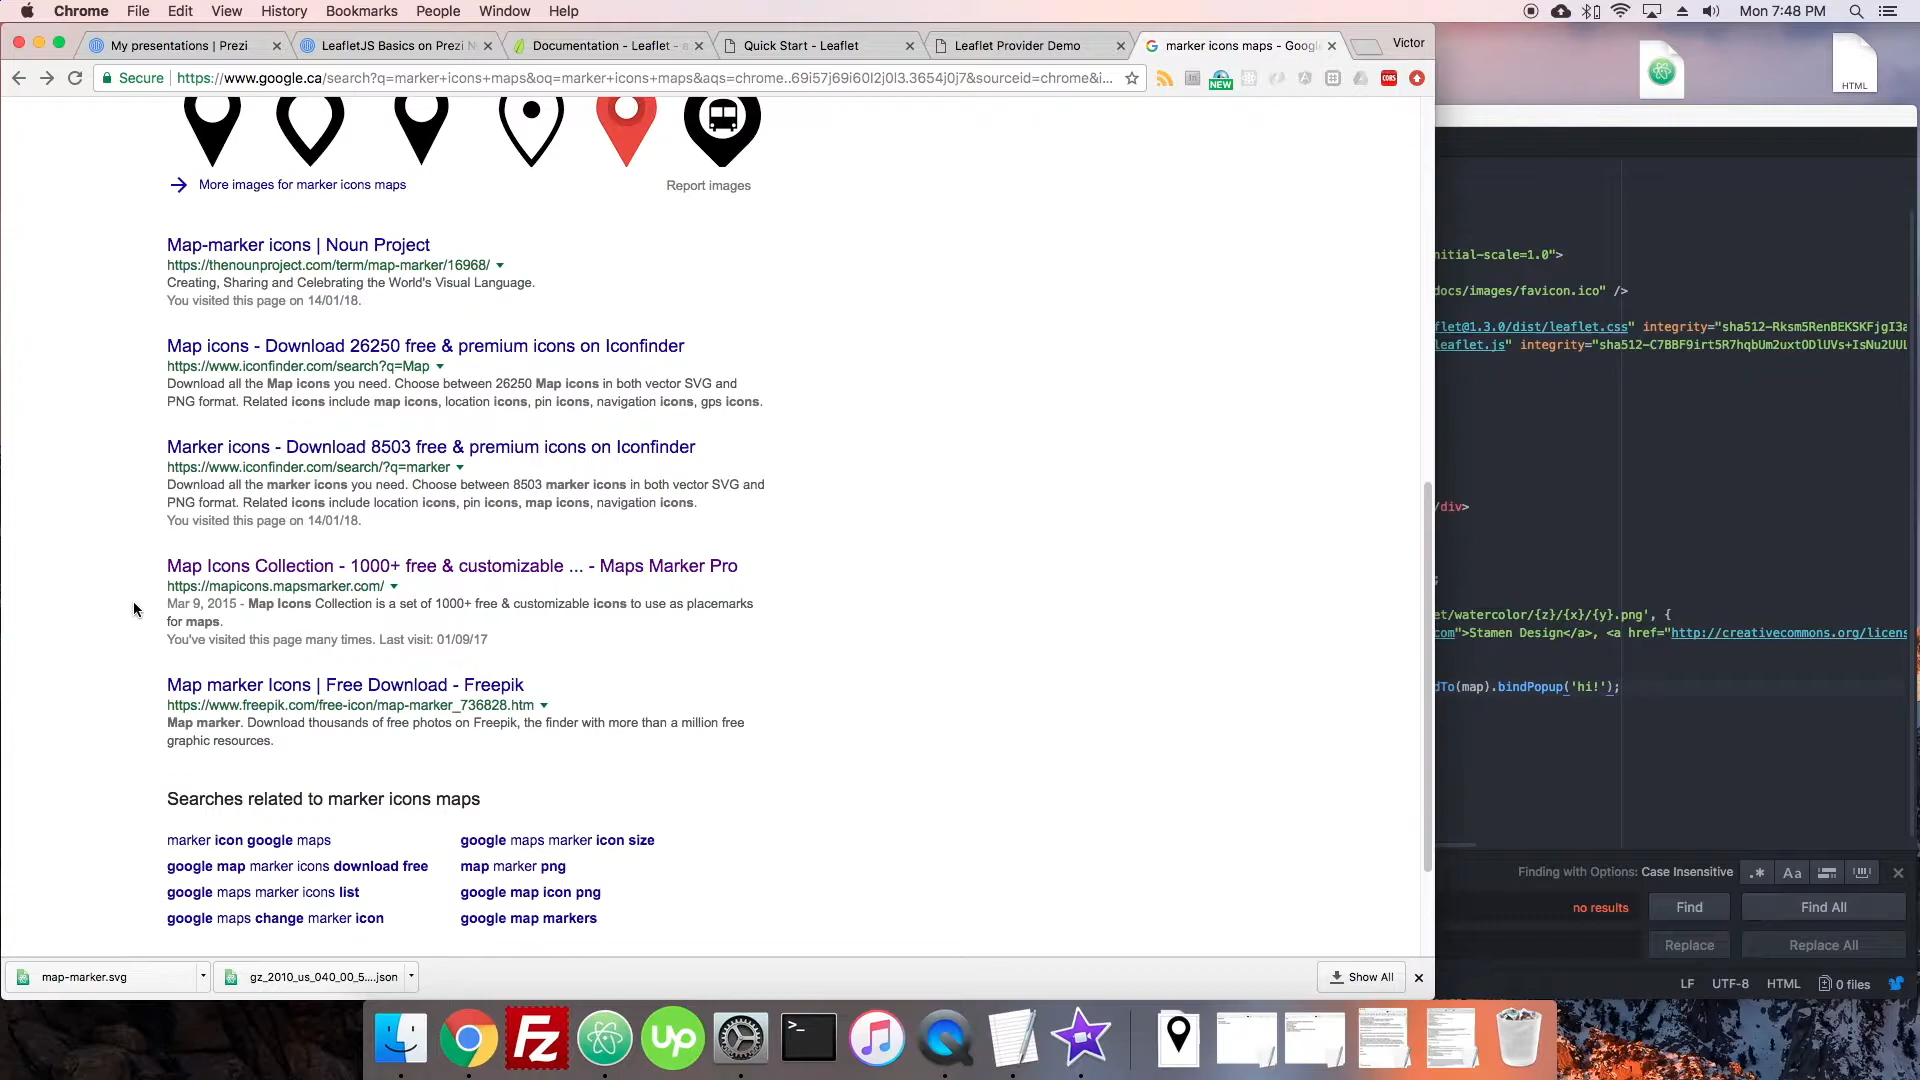 Chrome File Edit View History Bookmarks People Window Help Mon 7:48 PM
My presentations | Prezi
LeafletJS Basics on Prezi N
Documentation - Leaflet - a
Quick Start - Leaflet
Leaflet Provider Demo
marker icons maps - Google
Victor
Secure https://www.google.ca/search?q=marker+icons+maps&oq=marker+icons+maps&aqs=chrome..69i57j69i60l2j0l3.3654j0j7&sourceid=chrome&i...
NEW
CORS
HTML
More images for marker icons maps
Report images
Map-marker icons | Noun Project
https://thenounproject.com/term/map-marker/16968/
Creating, Sharing and Celebrating the World's Visual Language.
You visited this page on 14/01/18.
Map icons - Download 26250 free & premium icons on Iconfinder
https://www.iconfinder.com/search?q=Map
Download all the Map icons you need. Choose between 26250 Map icons in both vector SVG and
PNG format. Related icons include map icons, location icons, pin icons, navigation icons, gps icons.
Marker icons - Download 8503 free & premium icons on Iconfinder
https://www.iconfinder.com/search/?q=marker
Download all the marker icons you need. Choose between 8503 marker icons in both vector SVG and
PNG format. Related icons include location icons, pin icons, map icons, navigation icons.
You visited this page on 14/01/18.
Map Icons Collection - 1000+ free & customizable ... - Maps Marker Pro
https://mapicons.mapsmarker.com/
Mar 9, 2015 - Map Icons Collection is a set of 1000+ free & customizable icons to use as placemarks
for maps.
You've visited this page many times. Last visit: 01/09/17
Map marker Icons | Free Download - Freepik
https://www.freepik.com/free-icon/map-marker_736828.htm
Map marker. Download thousands of free photos on Freepik, the finder with more than a million free
graphic resources.
Searches related to marker icons maps
marker icon google maps
google maps marker icon size
google map marker icons download free
map marker png
google maps marker icons list
google map icon png
google maps change marker icon
google map markers
map-marker.svg
gz_2010_us_040_00_5....json
Show All
nitial-scale=1.0">
docs/images/favicon.ico" />
flet@1.3.0/dist/leaflet.css" integrity="sha512-Rksm5RenBEKSKFjgI3a
leaflet.js" integrity="sha512-C7BBF9irt5R7hqbUm2uxtODlUVs+IsNu2UUL
/div>
;
et/watercolor/{z}/{x}/{y}.png', {
com">Stamen Design</a>, <a href="http://creativecommons.org/licens
dTo(map).bindPopup('hi!');
Finding with Options: Case Insensitive
.* Aa
no results
Find
Find All
Replace
Replace All
LF UTF-8 HTML 0 files
Fz
Up
>_